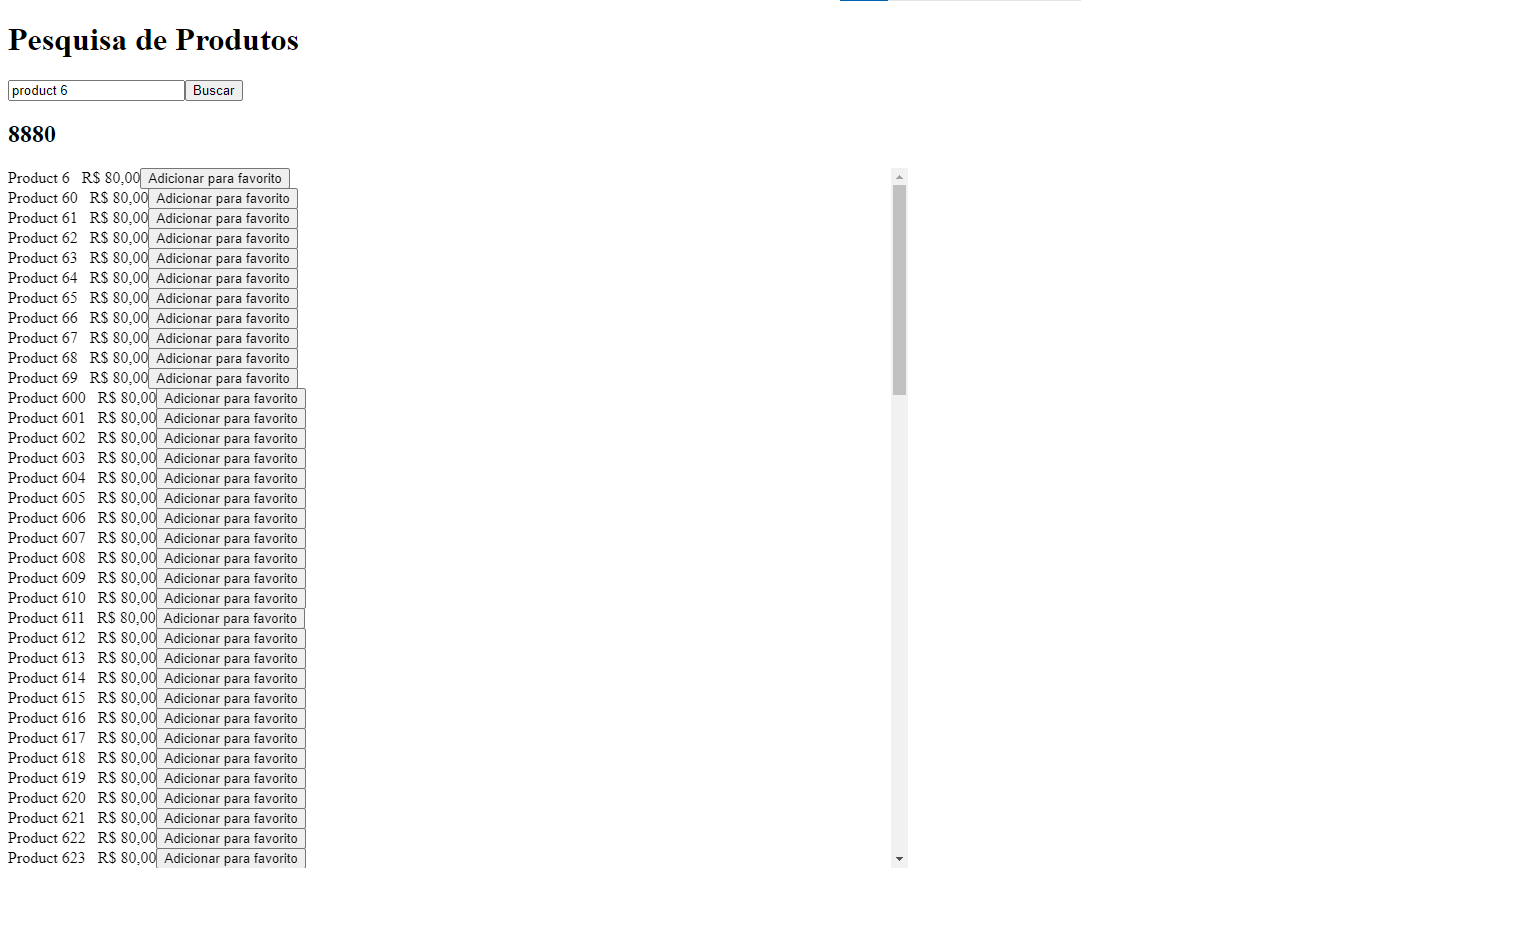 Pesquisa de Produtos
product 6 Buscar
8880
Product 6 R$ 80,00 Adicionar para favorito
Product 60 R$ 80,00 Adicionar para favorito
Product 61 R$ 80,00 Adicionar para favorito
Product 62 R$ 80,00 Adicionar para favorito
Product 63 R$ 80,00 Adicionar para favorito
Product 64 R$ 80,00 Adicionar para favorito
Product 65 R$ 80,00 Adicionar para favorito
Product 66 R$ 80,00 Adicionar para favorito
Product 67 R$ 80,00 Adicionar para favorito
Product 68 R$ 80,00 Adicionar para favorito
Product 69 R$ 80,00 Adicionar para favorito
Product 600 R$ 80,00 Adicionar para favorito
Product 601 R$ 80,00 Adicionar para favorito
Product 602 R$ 80,00 Adicionar para favorito
Product 603 R$ 80,00 Adicionar para favorito
Product 604 R$ 80,00 Adicionar para favorito
Product 605 R$ 80,00 Adicionar para favorito
Product 606 R$ 80,00 Adicionar para favorito
Product 607 R$ 80,00 Adicionar para favorito
Product 608 R$ 80,00 Adicionar para favorito
Product 609 R$ 80,00 Adicionar para favorito
Product 610 R$ 80,00 Adicionar para favorito
Product 611 R$ 80,00 Adicionar para favorito
Product 612 R$ 80,00 Adicionar para favorito
Product 613 R$ 80,00 Adicionar para favorito
Product 614 R$ 80,00 Adicionar para favorito
Product 615 R$ 80,00 Adicionar para favorito
Product 616 R$ 80,00 Adicionar para favorito
Product 617 R$ 80,00 Adicionar para favorito
Product 618 R$ 80,00 Adicionar para favorito
Product 619 R$ 80,00 Adicionar para favorito
Product 620 R$ 80,00 Adicionar para favorito
Product 621 R$ 80,00 Adicionar para favorito
Product 622 R$ 80,00 Adicionar para favorito
Product 623 R$ 80,00 Adicionar para favorito